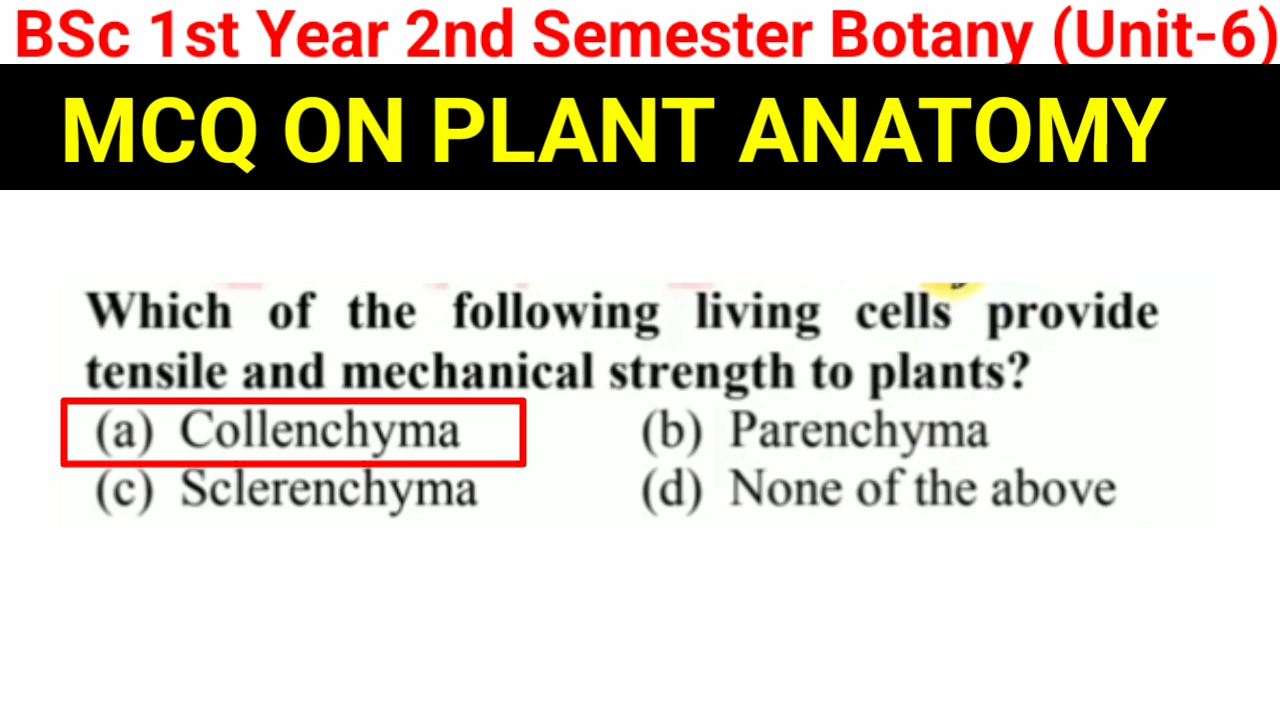 BSc 1st Year 2nd Semester Botany (Unit-6)
MCQ ON PLANT ANATOMY
Which of the following living cells provide
tensile and mechanical strength to plants?
(a) Collenchyma (b) Parenchyma
(c) Sclerenchyma (d) None of the above